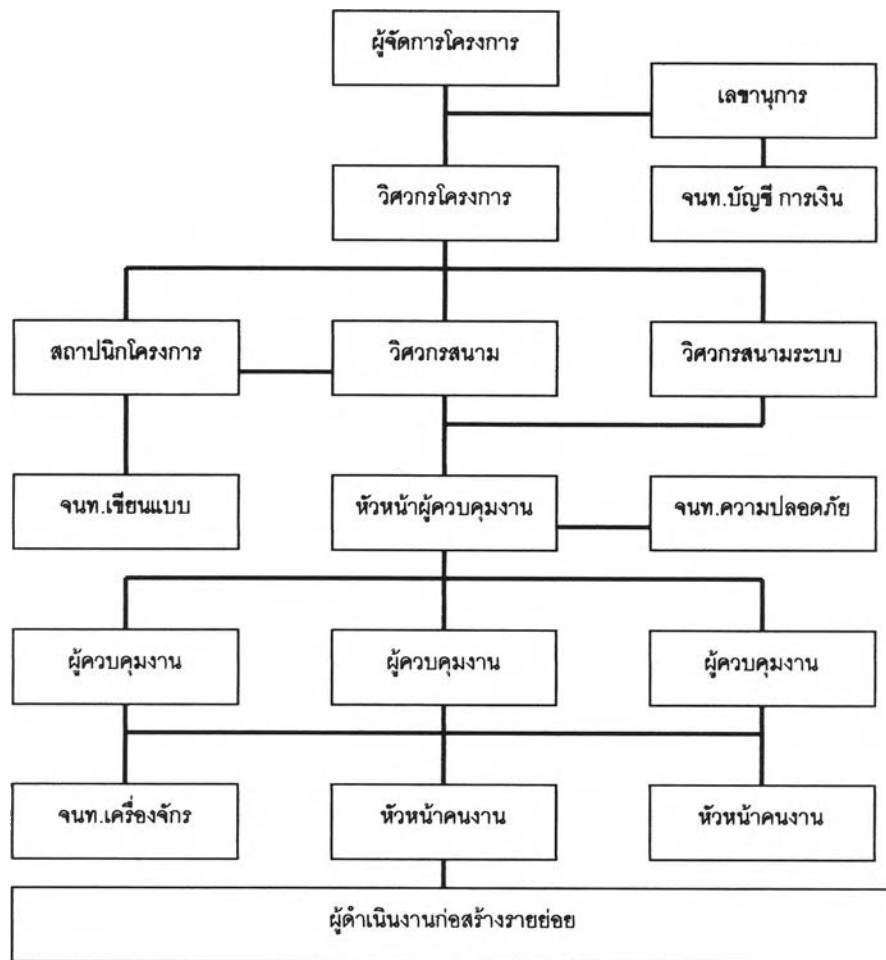 ผู้จัดการโครงการ
เลขานุการ
วิศวกรโครงการ
จนท.บัญชี การเงิน
สถาปนิกโครงการ
วิศวกรสนาม
วิศวกรสนามระบบ
จนท.เขียนแบบ
หัวหน้าผู้ควบคุมงาน
จนท.ความปลอดภัย
ผู้ควบคุมงาน
ผู้ควบคุมงาน
ผู้ควบคุมงาน
จนท.เครื่องจักร
หัวหน้าคนงาน
หัวหน้าคนงาน
ผู้ดำเนินงานก่อสร้างรายย่อย